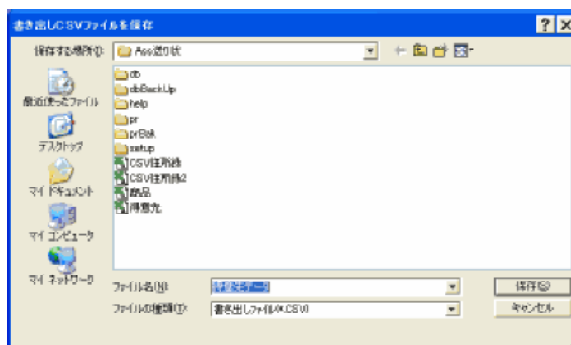 書き出しCSVファイルを保存
保存する場所(I):
Ass送り状
最近使ったファイル
デスクトップ
マイ ドキュメント
マイ コンピュータ
マイ ネットワーク
db
dbBackUp
help
pr
prBak
setup
CSV住所録
CSV住所録2
商品
得意先
ファイル名(N):
得意先データ
保存(S)
ファイルの種類(T):
書き出しファイル(*.CSV)
キャンセル